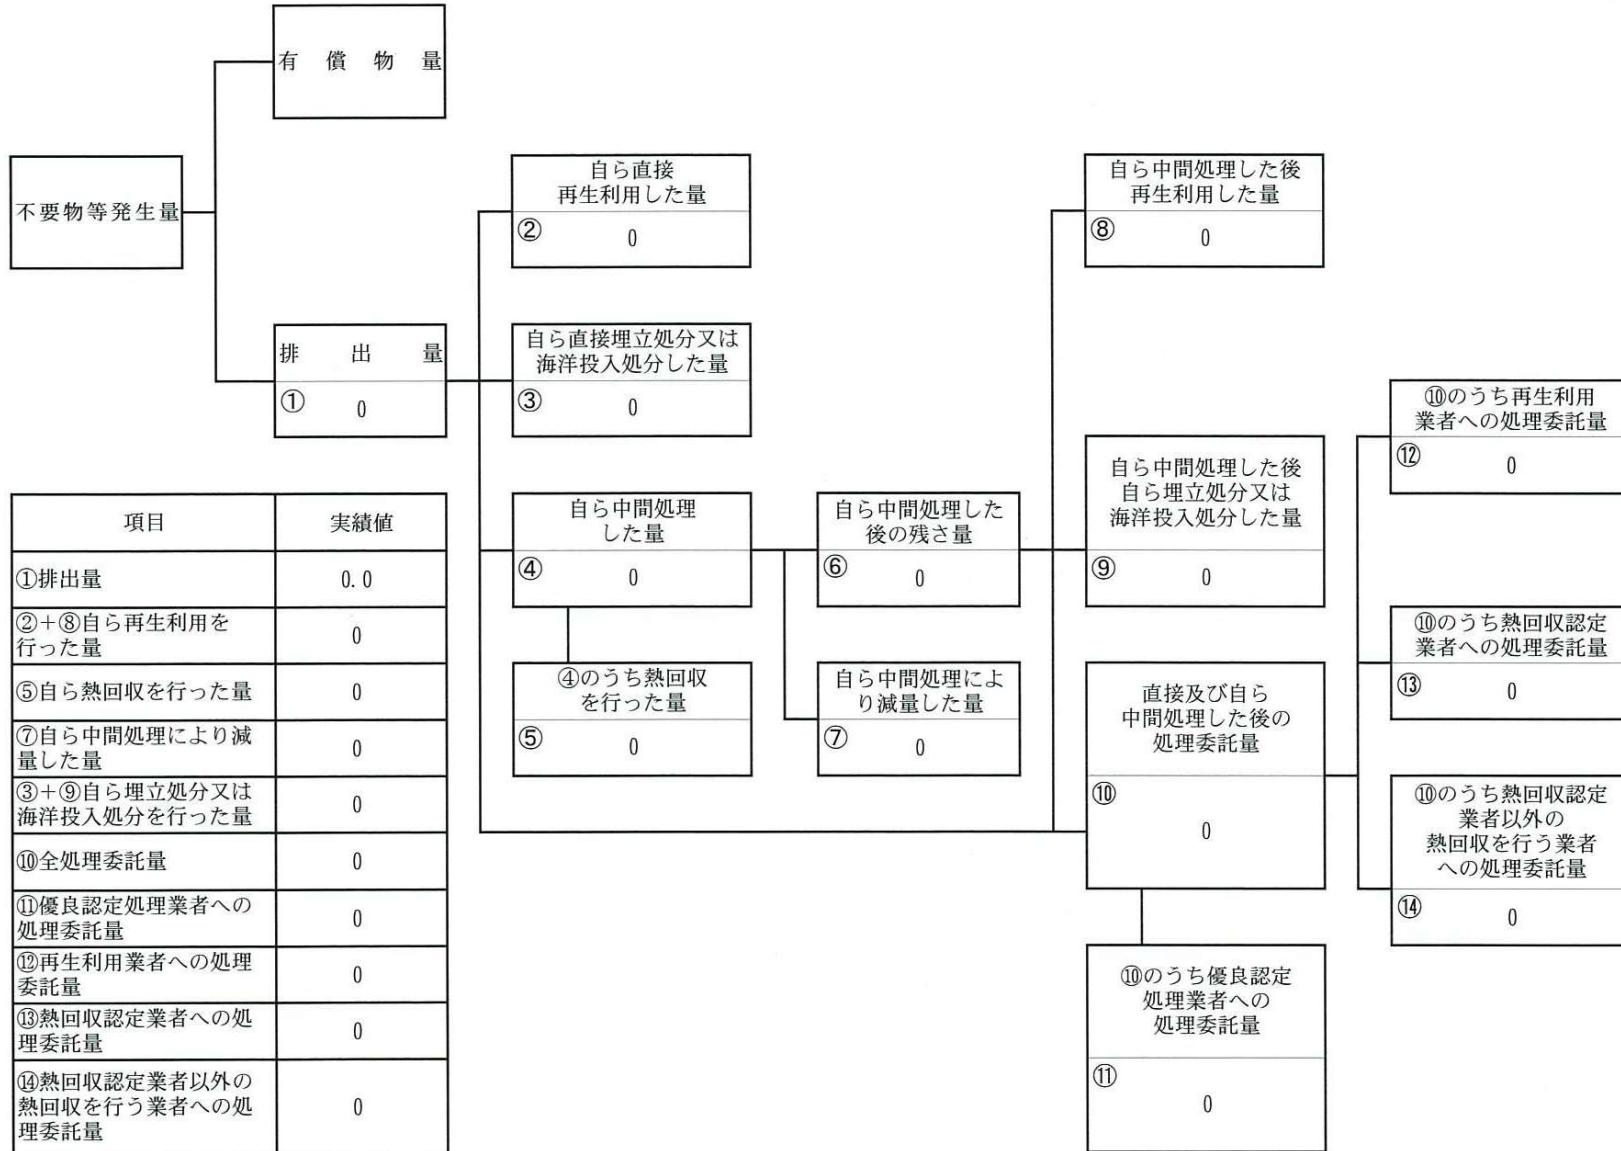 有償物量
不要物等発生量
排出量
① 0
自ら直接
再生利用した量
② 0
自ら直接埋立処分又は
海洋投入処分した量
③ 0
自ら中間処理
した量
④ 0
④のうち熱回収
を行った量
⑤ 0
自ら中間処理した
後の残さ量
⑥ 0
自ら中間処理によ
り減量した量
⑦ 0
自ら中間処理した後
再生利用した量
⑧ 0
自ら中間処理した後
自ら埋立処分又は
海洋投入処分した量
⑨ 0
直接及び自ら
中間処理した後の
処理委託量
⑩
0
⑩のうち優良認定
処理業者への
処理委託量
⑪
0
⑩のうち再生利用
業者への処理委託量
⑫ 0
⑩のうち熱回収認定
業者への処理委託量
⑬ 0
⑩のうち熱回収認定
業者以外の
熱回収を行う業者
への処理委託量
⑭ 0
項目 実績値
①排出量 0.0
②+⑧自ら再生利用を
行った量 0
⑤自ら熱回収を行った量 0
⑦自ら中間処理により減
量した量 0
③+⑨自ら埋立処分又は
海洋投入処分を行った量 0
⑩全処理委託量 0
⑪優良認定処理業者への
処理委託量 0
⑫再生利用業者への処理
委託量 0
⑬熱回収認定業者への処
理委託量 0
⑭熱回収認定業者以外の
熱回収を行う業者への処 0
理委託量